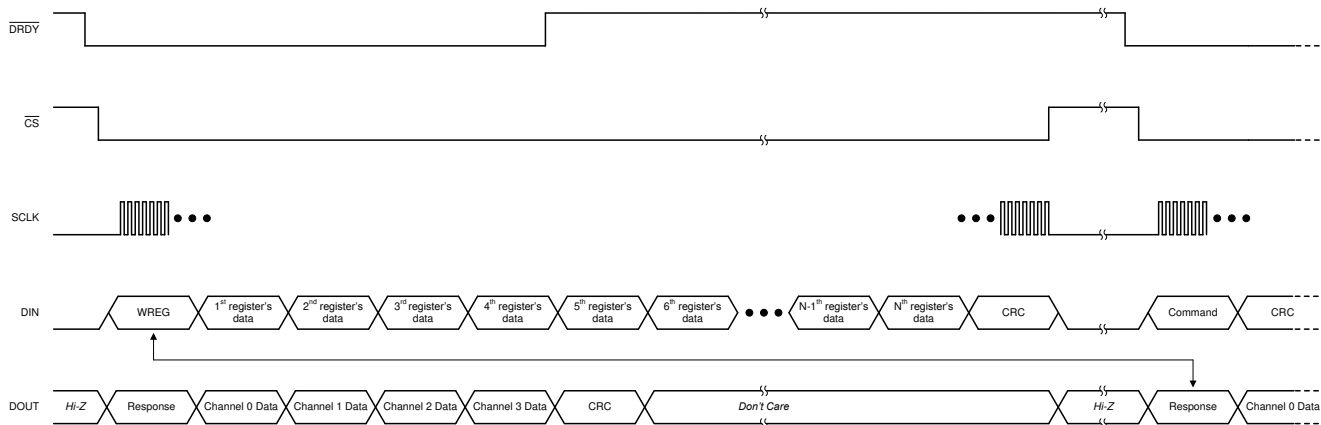 DRDY
CS
SCLK
DIN
WREG
1st register's
data
2nd register's
data
3rd register's
data
4th register's
data
5th register's
data
6th register's
data
N-1th register's
data
Nth register's
data
CRC
Command
CRC
DOUT
Hi-Z
Response
Channel 0 Data
Channel 1 Data
Channel 2 Data
Channel 3 Data
CRC
Don't Care
Hi-Z
Response
Channel 0 Data